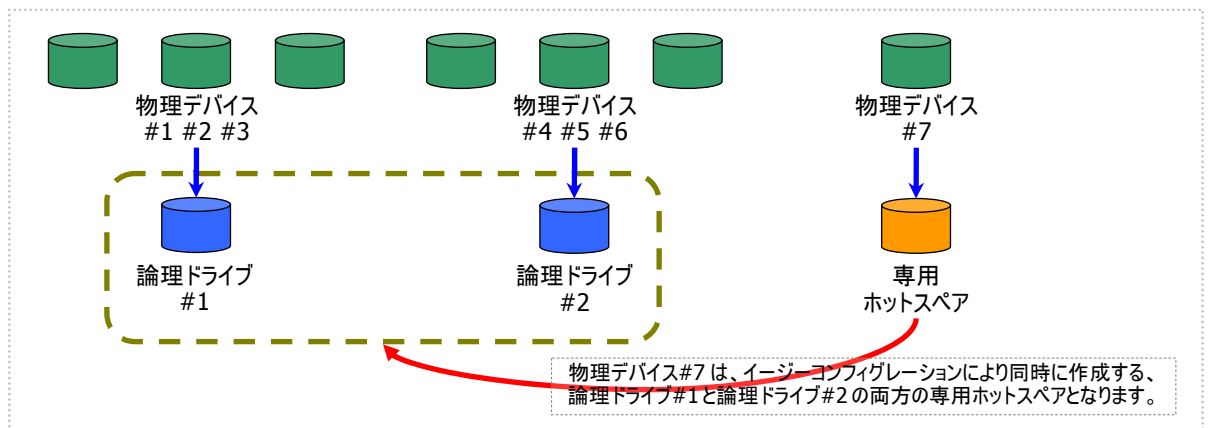 物理デバイス
#1 #2 #3
物理デバイス
#4 #5 #6
物理デバイス
#7
論理ドライブ
#1
論理ドライブ
#2
専用
ホットスペア
物理デバイス#7 は、イージーコンフィグレーションにより同時に作成する、
論理ドライブ#1と論理ドライブ#2 の両方の専用ホットスペアとなります。